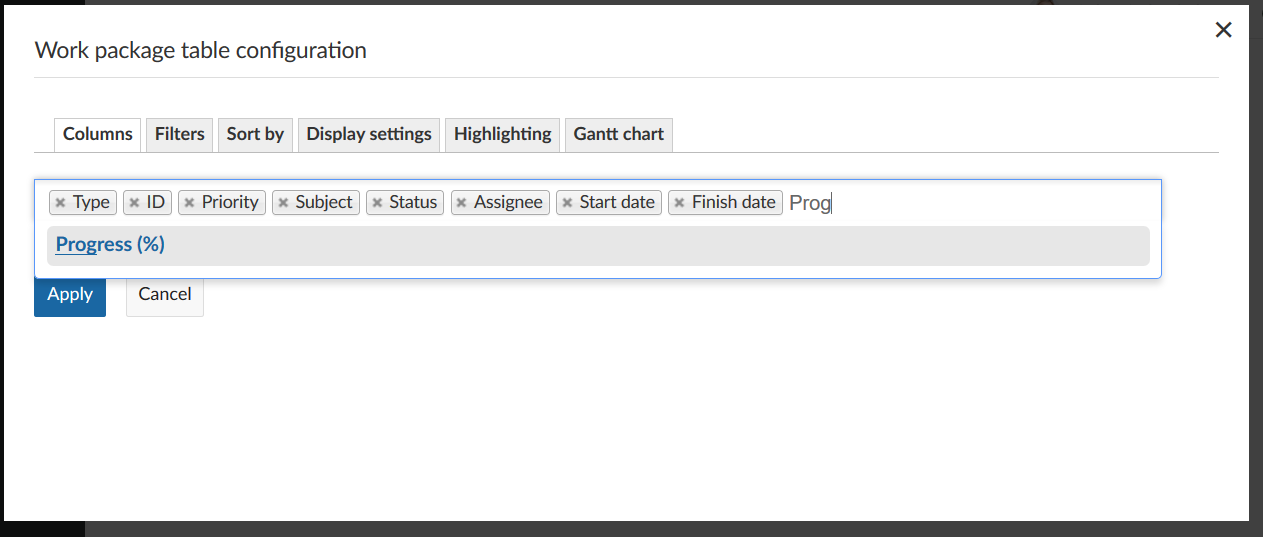 Work package table configuration
Columns Filters Sort by Display settings Highlighting Gantt chart
Type ID Priority Subject Status Assignee Start date Finish date Prog
Progress (%)
Apply Cancel